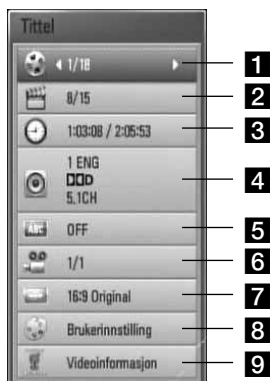 Tittel
1/18
1
8/15
2
1:03:08 / 2:05:53
3
1 ENG
D
5.1CH
4
ABC
OFF
5
1/1
6
16:9 Original
7
Brukerinnstilling
8
Videoinformasjon
9